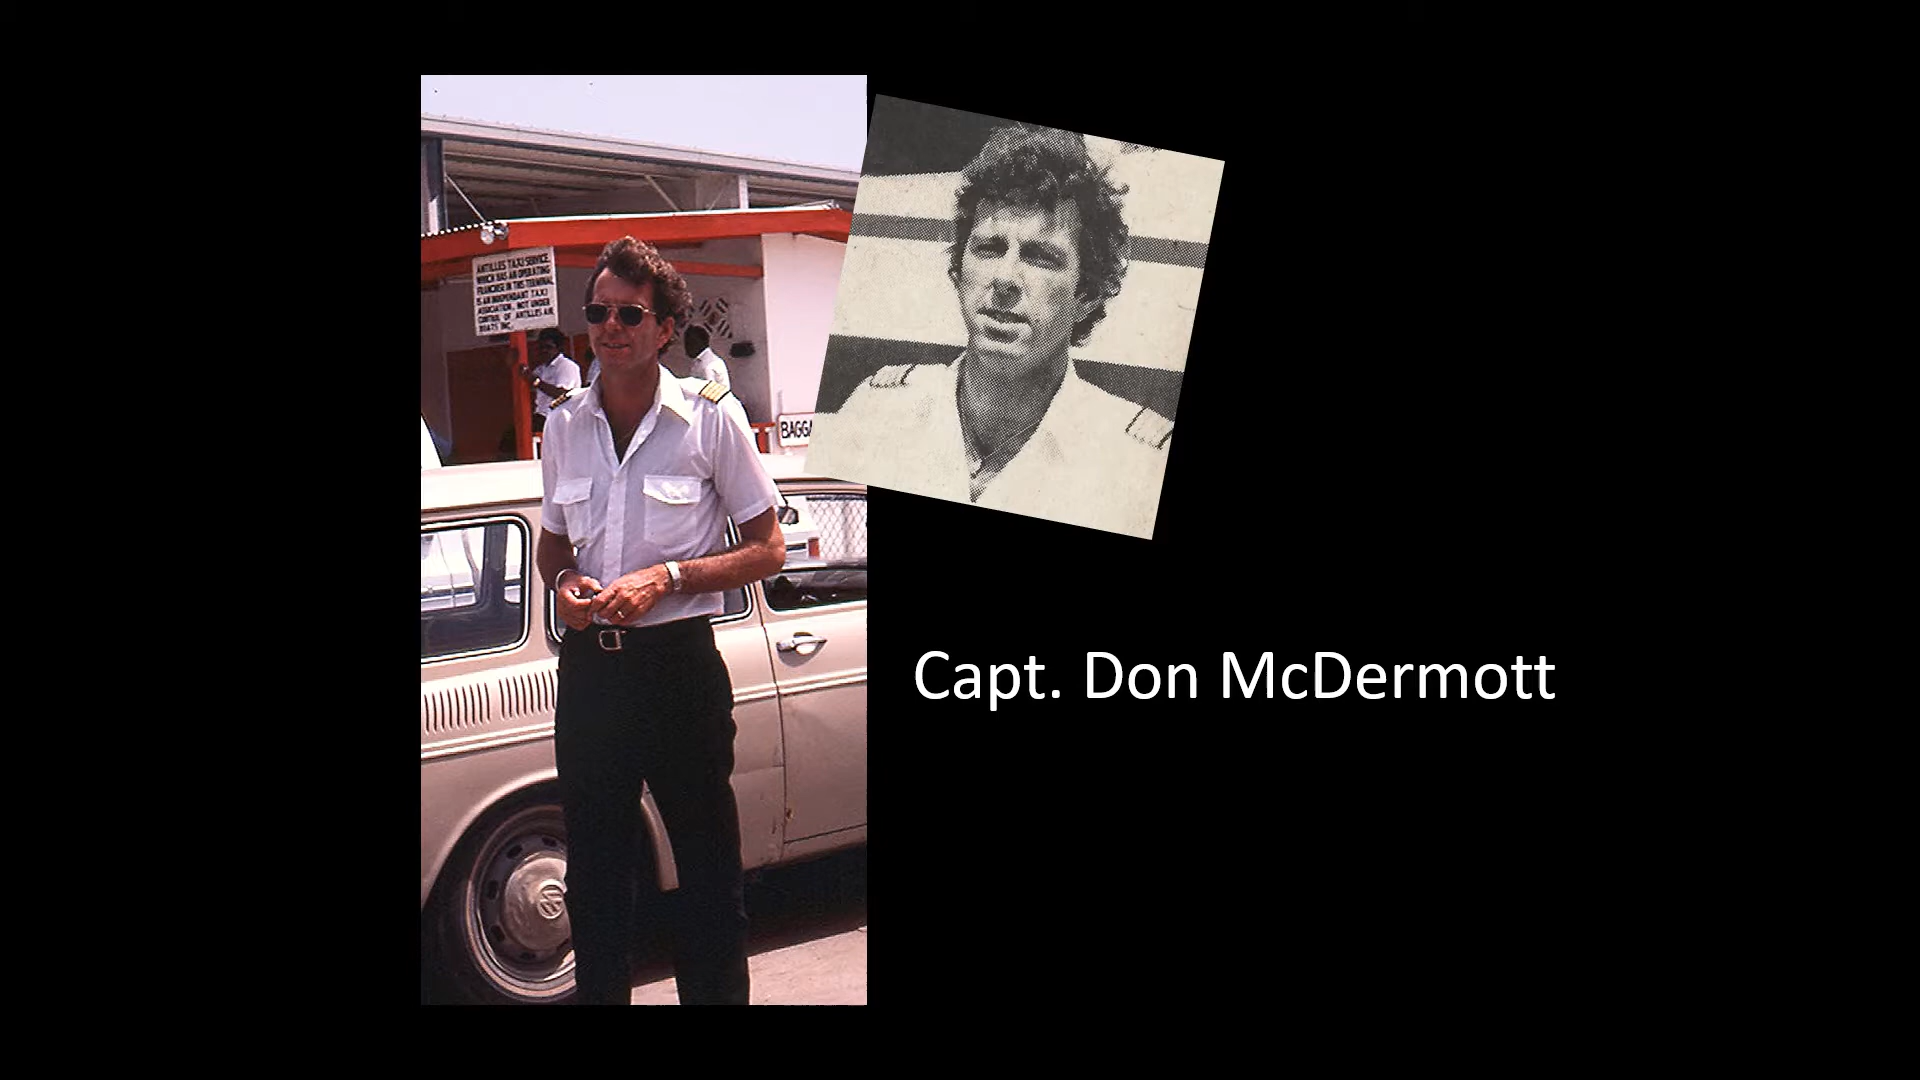 ANTILLES TAXI SERVICE,
WHICH HAS AN OPERATING
FRANCHISE IN THIS TERMINAL
IS AN INDEPENDANT TAXI
ASSOCIATION, NOT UNDER
CONTROL OF ANTILLES AIR
BOATS INC.
BAGGA
Capt. Don McDermott